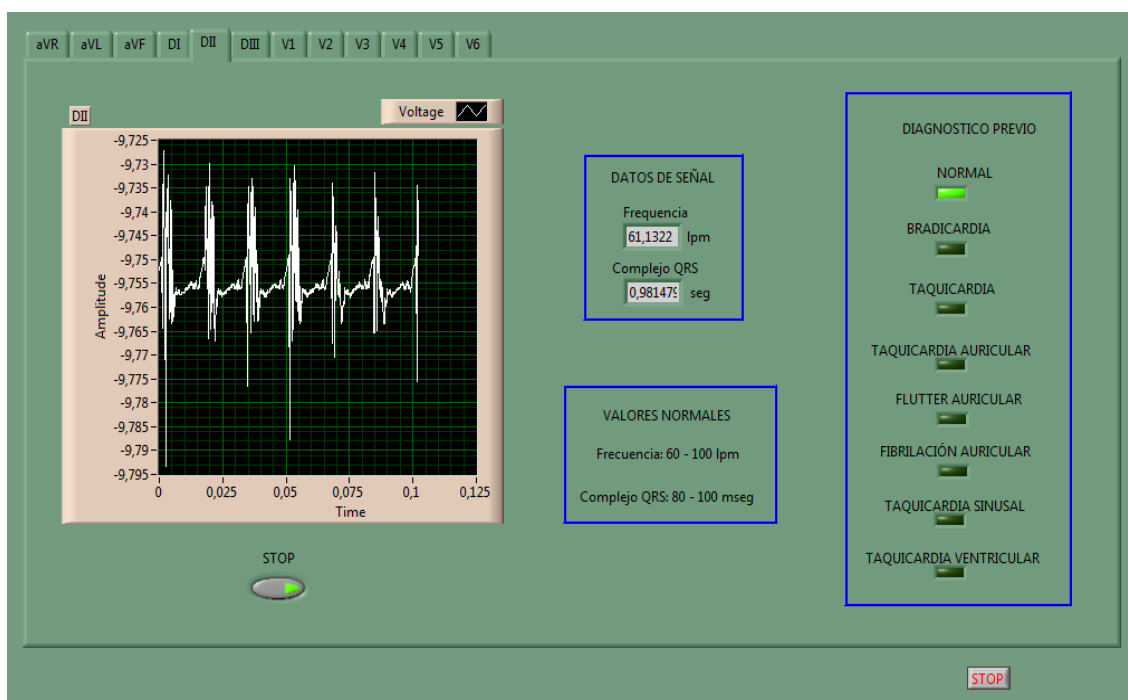 aVR aVL aVF DI DII DIII V1 V2 V3 V4 V5 V6
DII
Voltage
-9,725
-9,73
-9,735
-9,74
-9,745
-9,75
-9,755
-9,76
-9,765
-9,77
-9,775
-9,78
-9,785
-9,79
-9,795
Amplitude
0 0,025 0,05 0,075 0,1 0,125
Time
STOP
DATOS DE SEÑAL
Frequencia
61,1322 lpm
Complejo QRS
0,981479 seg
VALORES NORMALES
Frecuencia: 60 - 100 lpm
Complejo QRS: 80 - 100 mseg
DIAGNOSTICO PREVIO
NORMAL
BRADICARDIA
TAQUICARDIA
TAQUICARDIA AURICULAR
FLUTTER AURICULAR
FIBRILACIÓN AURICULAR
TAQUICARDIA SINUSAL
TAQUICARDIA VENTRICULAR
STOP